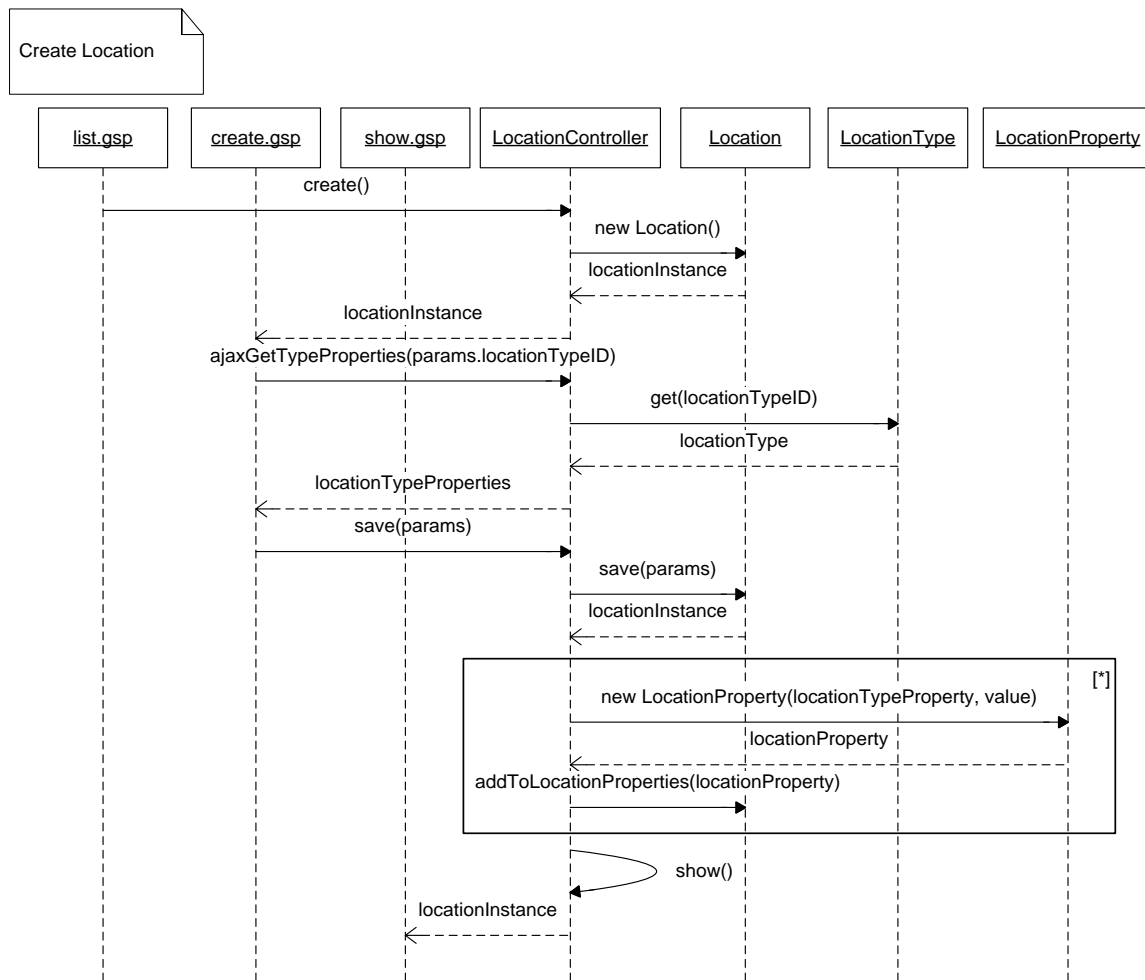 Create Location
list.gsp
create.gsp
show.gsp
LocationController
Location
LocationType
LocationProperty
create()
new Location()
locationInstance
locationInstance
ajaxGetTypeProperties(params.locationTypeID)
get(locationTypeID)
locationType
locationTypeProperties
save(params)
save(params)
locationInstance
[*]
new LocationProperty(locationTypeProperty, value)
locationProperty
addToLocationProperties(locationProperty)
show()
locationInstance